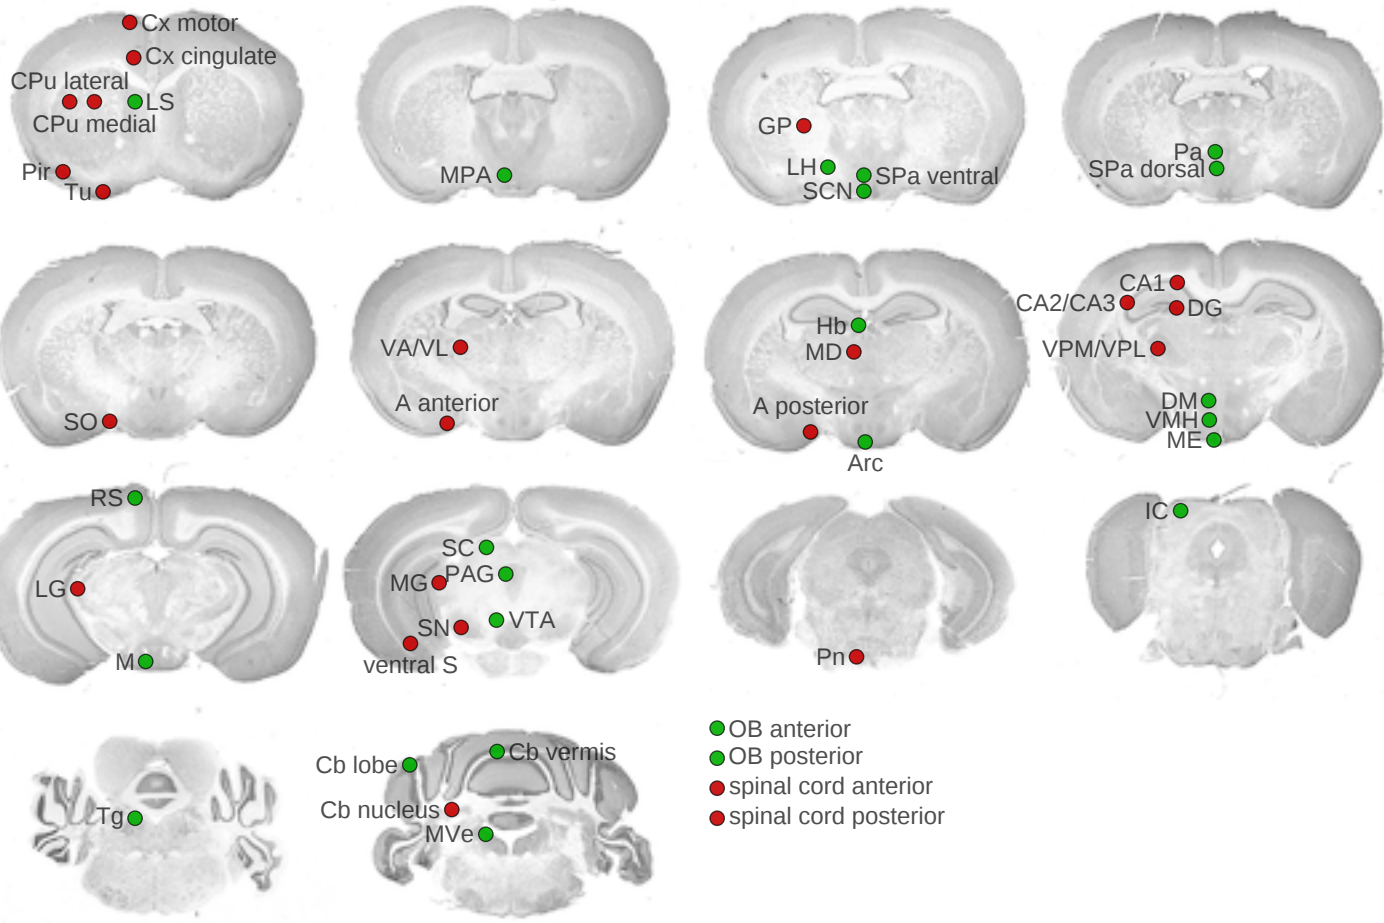 Cx motor
Cx cingulate
CPu lateral
LS
CPu medial
Pir
Tu
MPA
GP
LH
SPa ventral
SCN
Pa
SPa dorsal
SO
VA/VL
A anterior
Hb
MD
A posterior
Arc
CA1
CA2/CA3
DG
VPM/VPL
DM
VMH
ME
RS
LG
M
SC
MG
PAG
SN
VTA
ventral S
Pn
IC
Tg
Cb lobe
Cb vermis
Cb nucleus
MVe
OB anterior
OB posterior
spinal cord anterior
spinal cord posterior